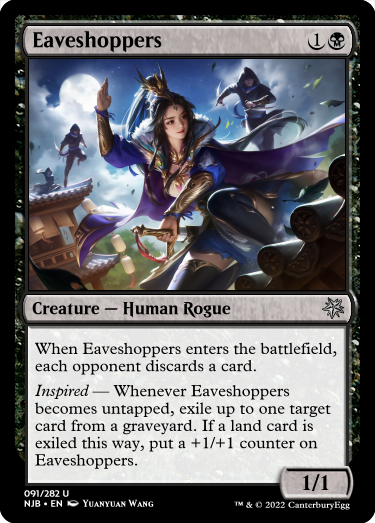 Eaveshoppers 1
Creature — Human Rogue
When Eaveshoppers enters the battlefield,
each opponent discards a card.
Inspired — Whenever Eaveshoppers
becomes untapped, exile up to one target
card from a graveyard. If a land card is
exiled this way, put a +1/+1 counter on
Eaveshoppers.
1/1
091/282 U
NJB • EN Yuanyuan Wang
™ & © 2022 CanterburyEgg